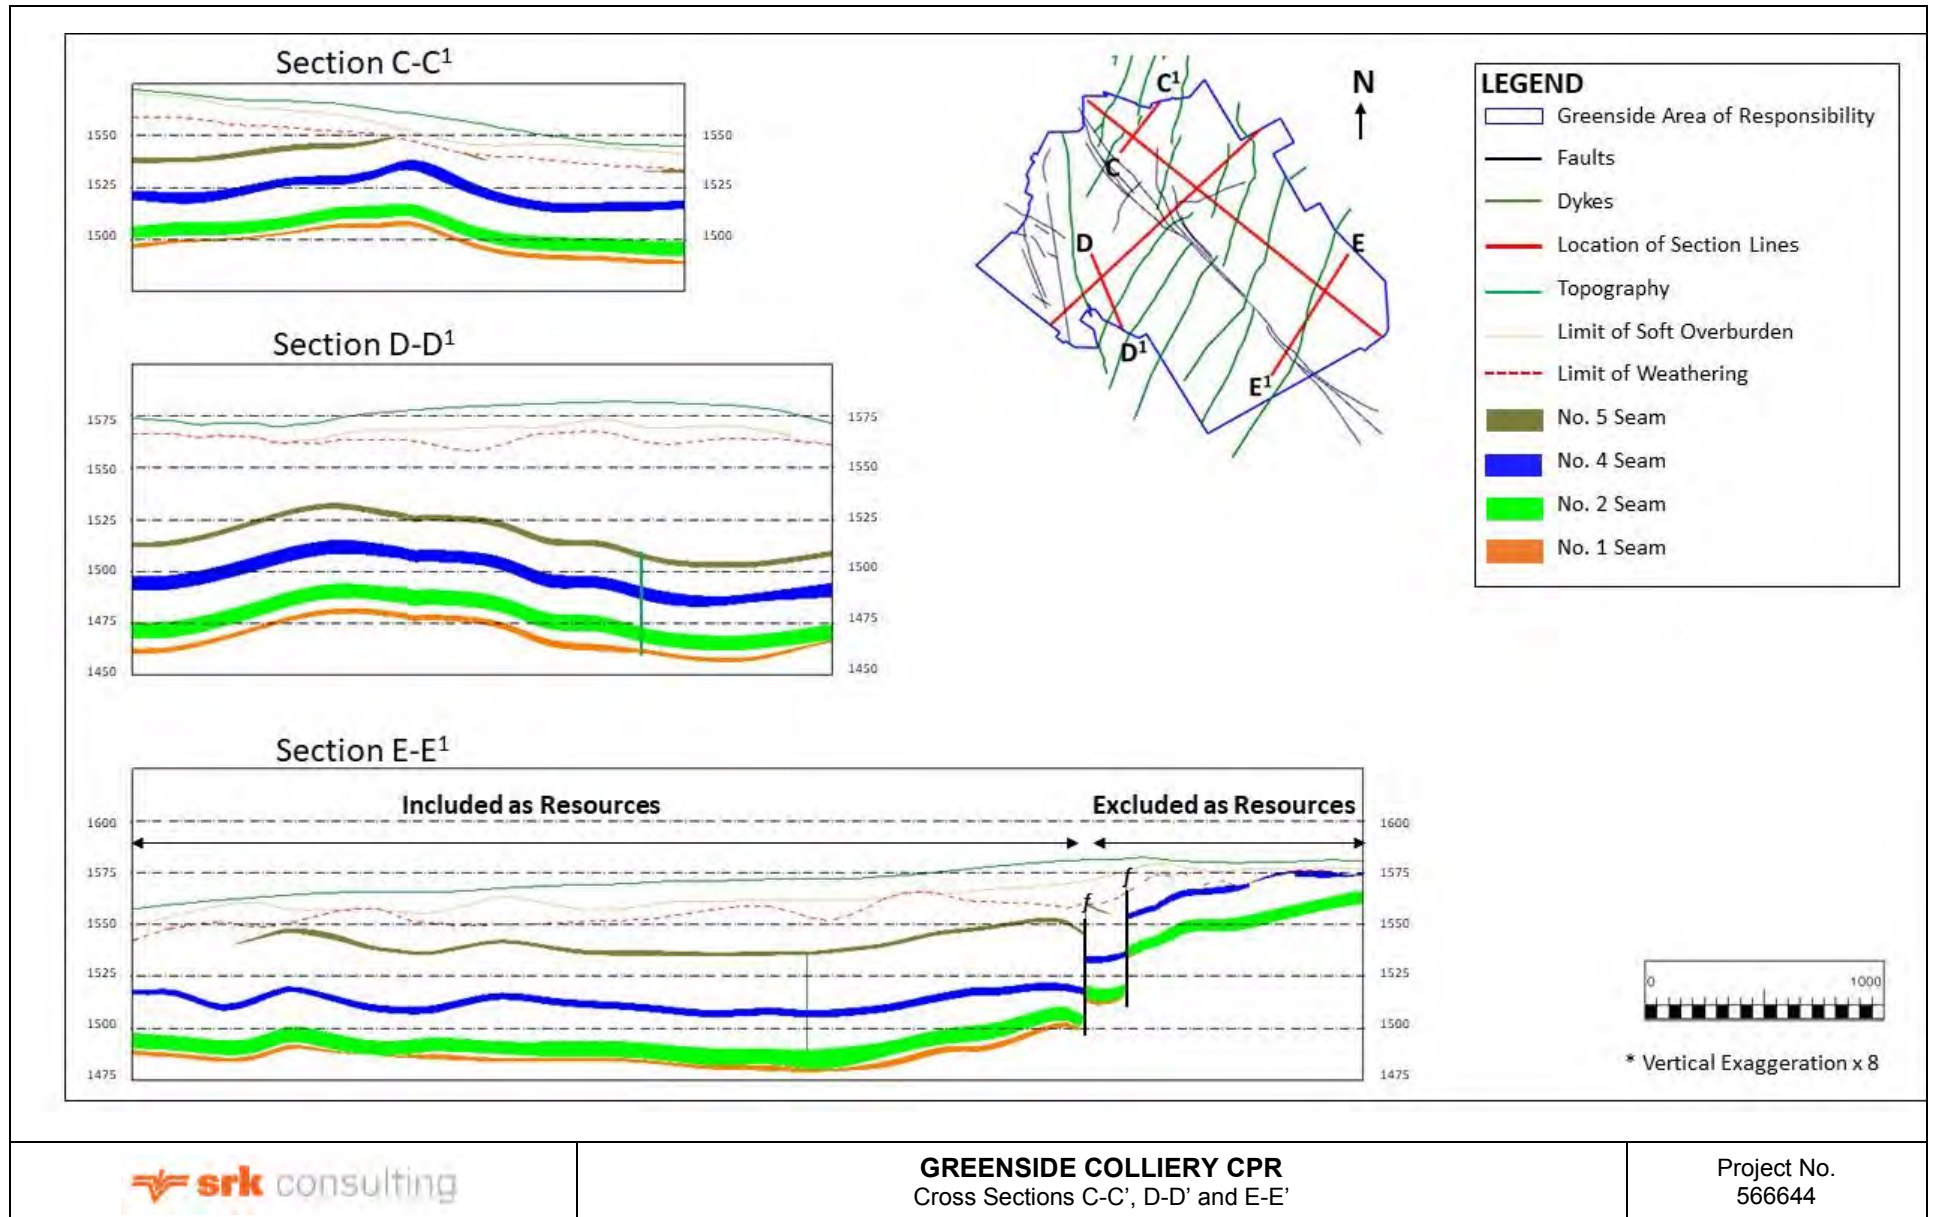 Section C-C¹
1550
1525
1500
1550
1525
1500
Section D-D¹
1575
1550
1525
1500
1475
1450
1575
1550
1525
1500
1475
1450
Section E-E¹
Included as Resources
Excluded as Resources
1600
1575
1550
1525
1500
1475
f
f
1600
1575
1550
1525
1500
1475
C¹
C
D
D¹
E
E¹
N
LEGEND
Greenside Area of Responsibility
Faults
Dykes
Location of Section Lines
Topography
Limit of Soft Overburden
Limit of Weathering
No. 5 Seam
No. 4 Seam
No. 2 Seam
No. 1 Seam
0 1000
* Vertical Exaggeration x 8
srk consulting
GREENSIDE COLLIERY CPR
Cross Sections C-C’, D-D’ and E-E’
Project No.
566644